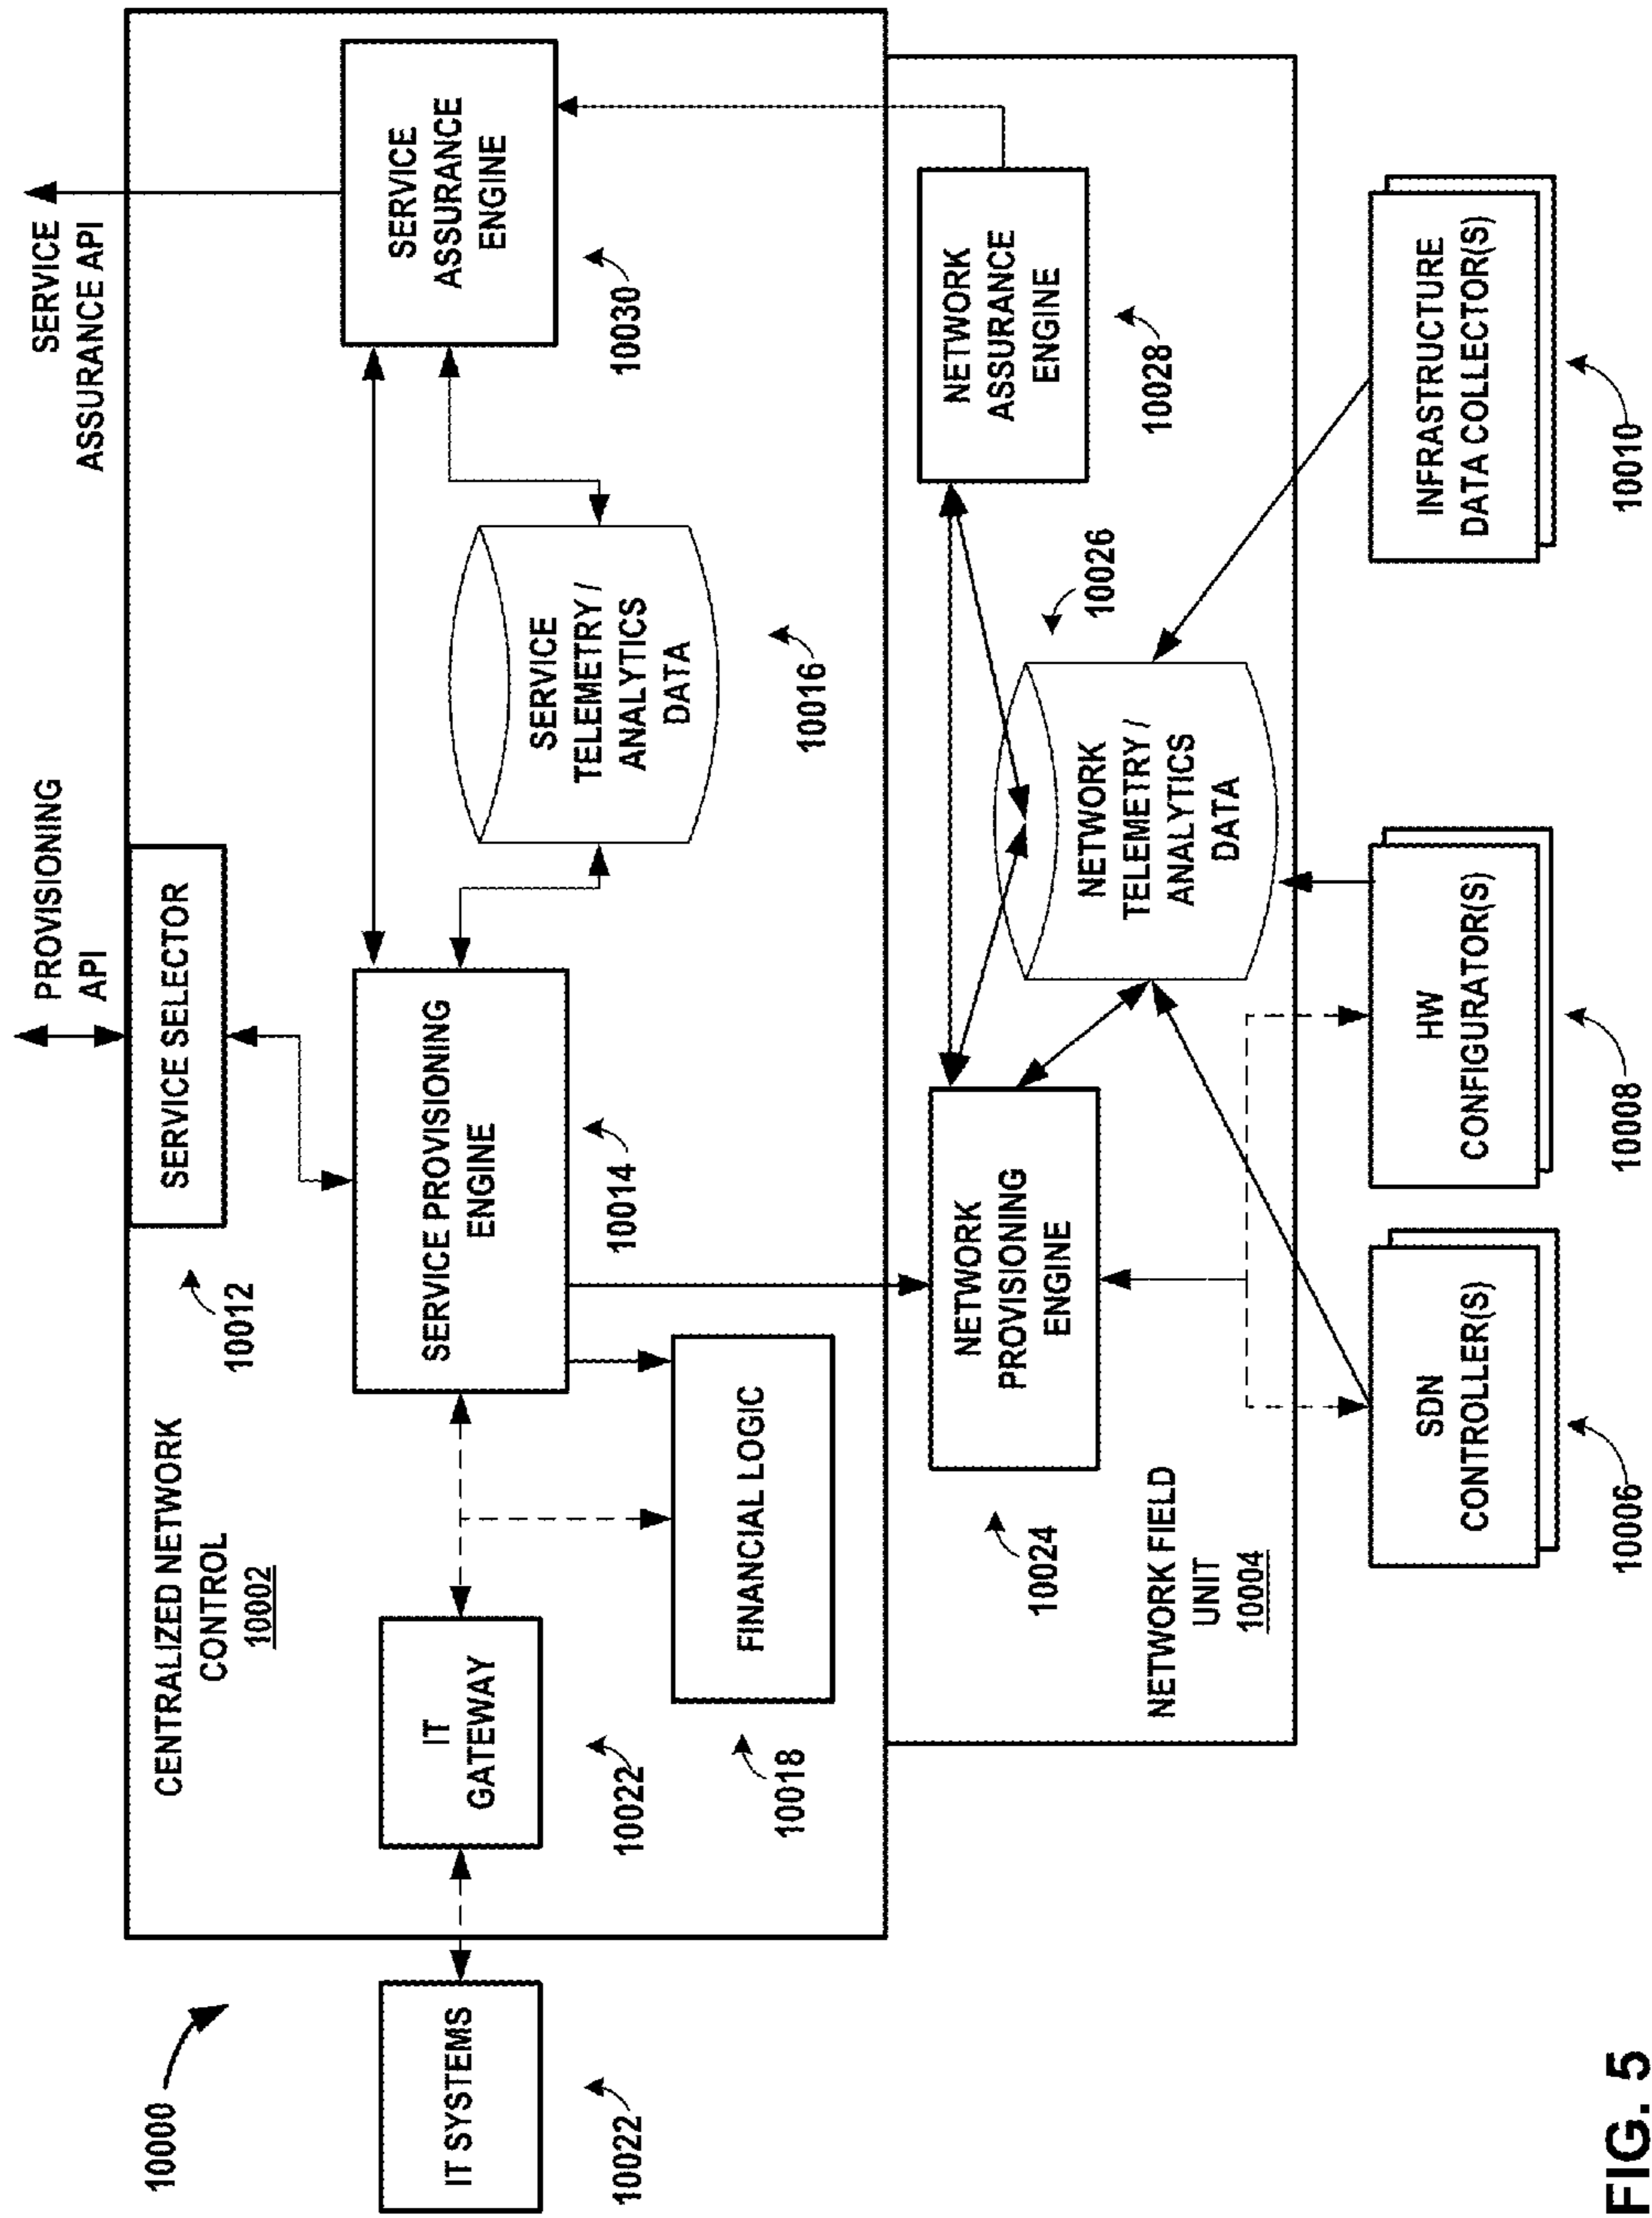 SERVICE
ASSURANCE API
PROVISIONING
API
10000
CENTRALIZED NETWORK
CONTROL
10002
10012
SERVICE SELECTOR
IT SYSTEMS
10022
IT
GATEWAY
10022
SERVICE PROVISIONING
ENGINE
10014
SERVICE
TELEMETRY /
ANALYTICS
DATA
10016
SERVICE
ASSURANCE
ENGINE
10030
FINANCIAL LOGIC
10018
NETWORK FIELD
UNIT
10004
NETWORK
PROVISIONING
ENGINE
10024
NETWORK
TELEMETRY /
ANALYTICS
DATA
10026
NETWORK
ASSURANCE
ENGINE
10028
SDN
CONTROLLER(S)
10006
HW
CONFIGURATOR(S)
10008
INFRASTRUCTURE
DATA COLLECTOR(S)
10010
FIG. 5